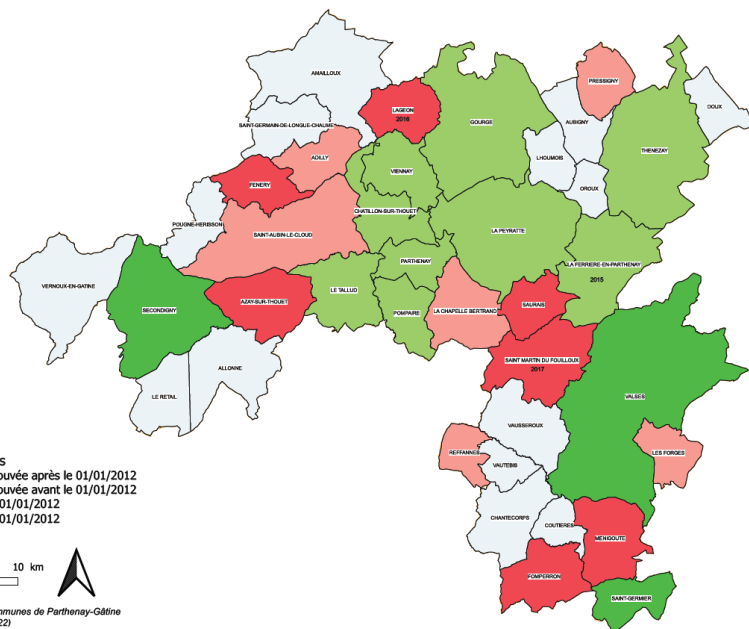 AMAILLOUX
PRESSIGNY
LAGEON
2016
GOURGE
AUBIGNY
DOUX
SAINT-GERMAIN-DE-LONGUE-CHAUME
THENEZAY
ADILLY
LHOUMOIS
VIENNAY
FENERY
OROUX
CHATILLON-SUR-THOUET
POUGNE-HERISSON
SAINT-AUBIN-LE-CLOUD
LA PEYRATTE
PARTHENAY
LA FERRIERE-EN-PARTHENAY
2015
VERNOUX-EN-GATINE
LE TALLUD
SECONDIGNY
AZAY-SUR-THOUET
SAURAIS
POMPAIRE
LA CHAPELLE BERTRAND
SAINT MARTIN DU FOUILLOUX
2017
ALLONNE
LE RETAIL
VALSES
VAUSSEROUX
REFFANNES
LES FORGES
VAUTEBIS
CHANTECORPS
COUTIERES
MENIGOUTE
FOMPERRON
SAINT-GERMIER
s
ouvée après le 01/01/2012
ouvée avant le 01/01/2012
01/01/2012
01/01/2012
10 km
mmunes de Parthenay-Gâtine
22)